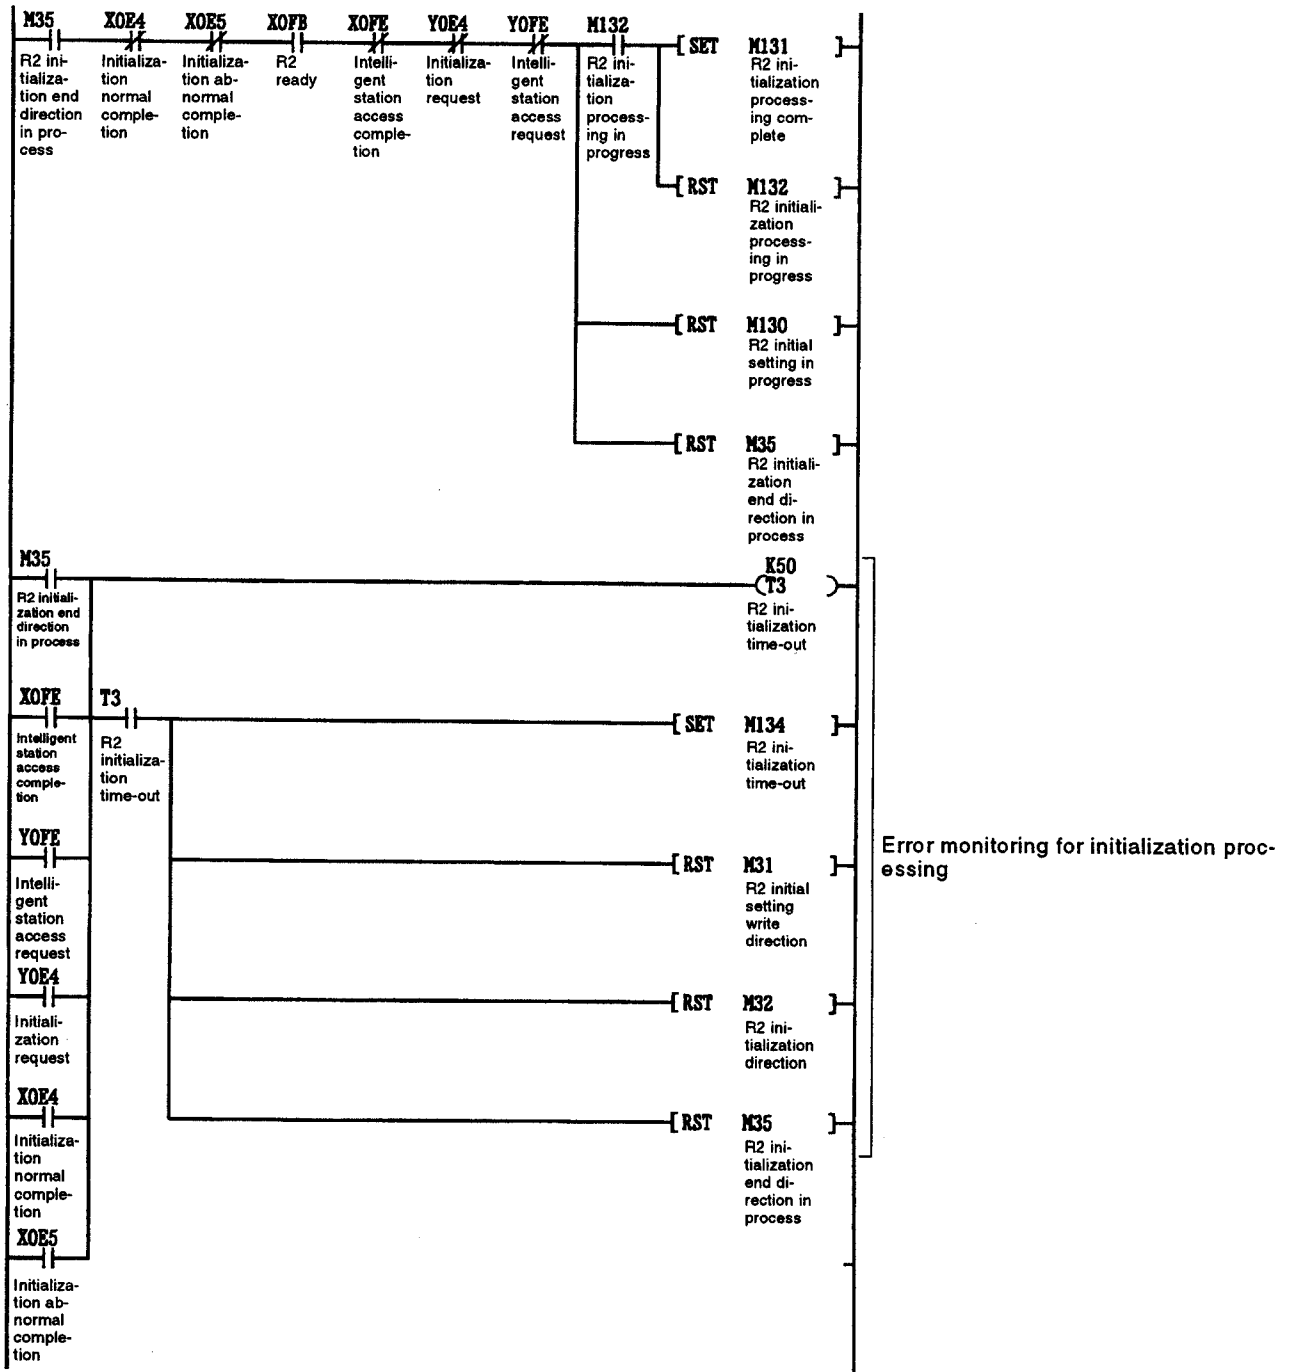 M35 X0E4 X0E5 X0FB X0FE Y0E4 Y0FE M132
SET M131
R2 ini-
tializa-
tion end
direction
in pro-
cess
Initializa-
tion
normal
comple-
tion
Initializa-
tion ab-
normal
comple-
tion
R2
ready
Intelli-
gent
station
access
comple-
tion
Initializa-
tion
request
Intelli-
gent
station
access
request
R2 ini-
tializa-
tion
process-
ing in
progress
R2 ini-
tialization
process-
ing com-
plete
RST M132
R2 initiali-
zation
process-
ing in
progress
RST M130
R2 initial
setting in
progress
RST M35
R2 initiali-
zation
end di-
rection in
process
M35
R2 initiali-
zation end
direction
in process
K50
T3
R2 ini-
tialization
time-out
X0FE
Intelligent
station
access
comple-
tion
T3
R2
initializa-
tion
time-out
SET M134
R2 ini-
tialization
time-out
Y0FE
Intelli-
gent
station
access
request
RST M31
R2 initial
setting
write
direction
Error monitoring for initialization proc-
essing
Y0E4
Initiali-
zation
request
RST M32
R2 ini-
tialization
direction
X0E4
Initializa-
tion
normal
comple-
tion
RST M35
R2 ini-
tialization
end di-
rection in
process
X0E5
Initializa-
tion ab-
normal
comple-
tion